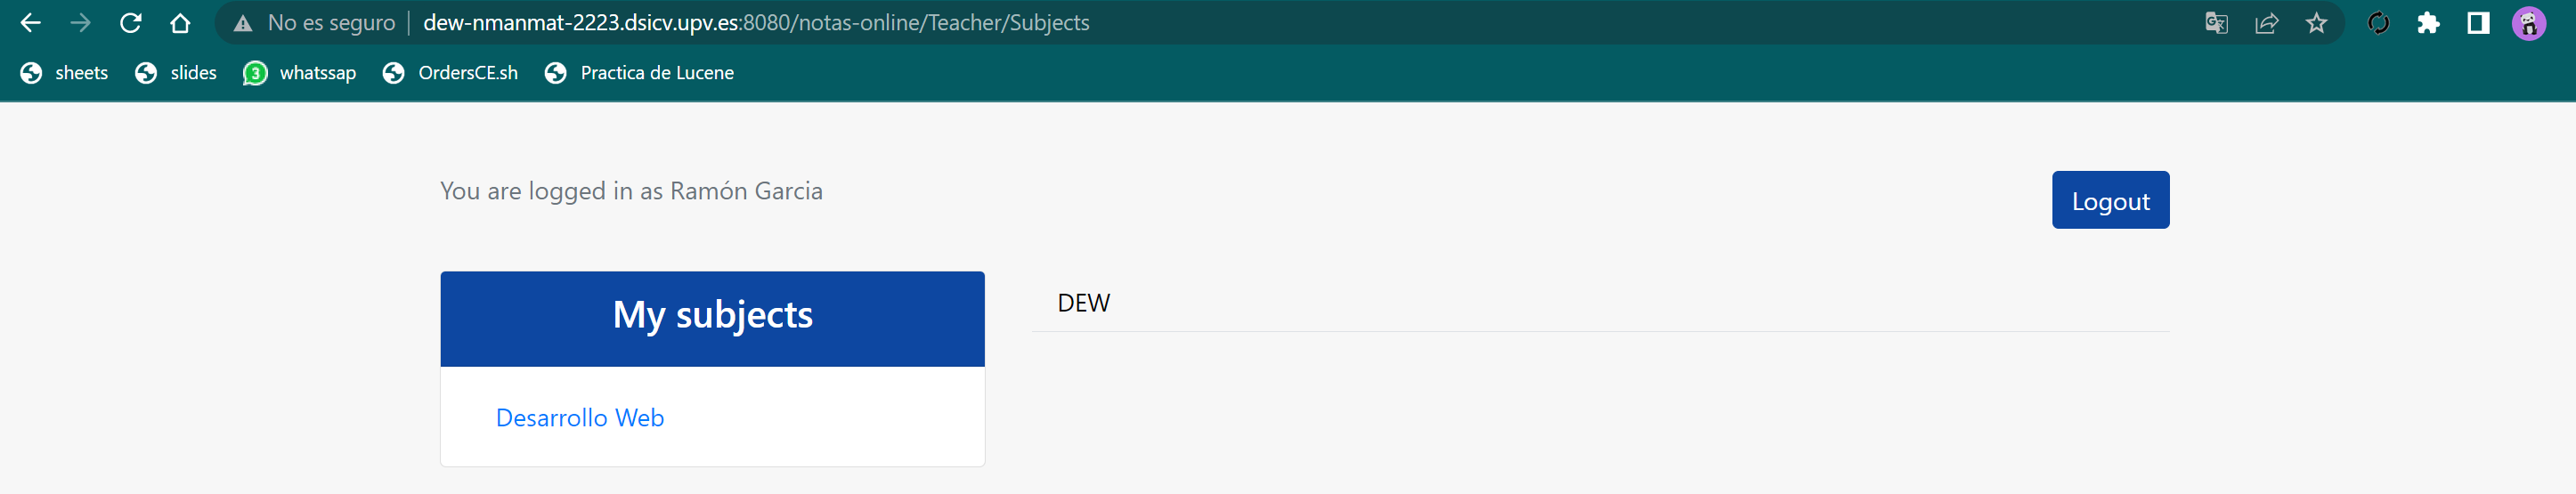 No es seguro dew-nmanmat-2223.dsicv.upv.es:8080/notas-online/Teacher/Subjects
sheets slides 3 whatssap OrdersCE.sh Practica de Lucene
You are logged in as Ramón Garcia
Logout
My subjects
DEW
Desarrollo Web